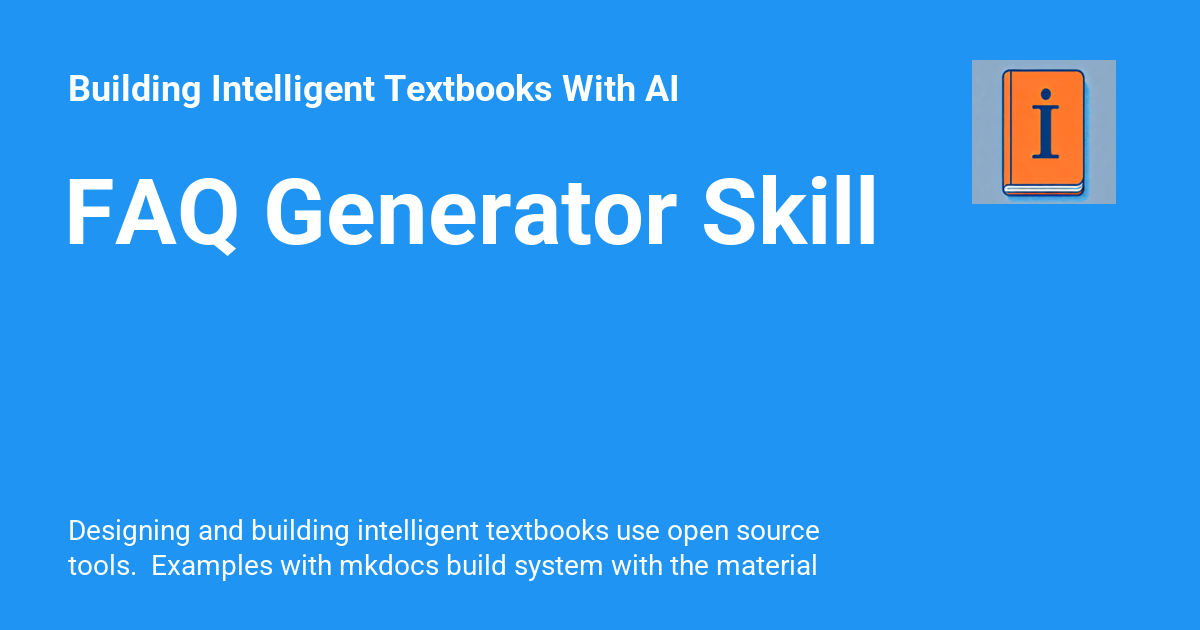 Building Intelligent Textbooks With AI
i
FAQ Generator Skill
Designing and building intelligent textbooks use open source
tools.  Examples with mkdocs build system with the material